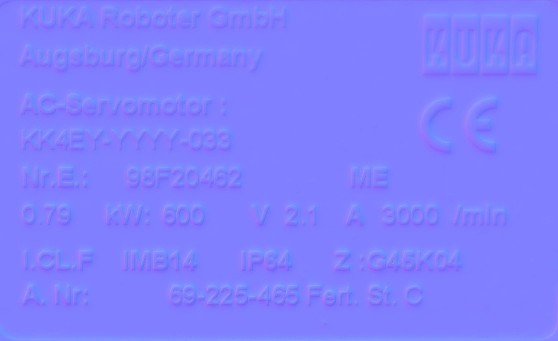 KUKA Roboter GmbH
KUKA
Augsburg/Germany
AC-Servomotor :
KK4EY-YYYY-033
CE
Nr.E.: 98F20462 ME
0.79 kW: 600 V 2.1 A 3000 /min
I.CL.F IMB14 IP64 Z :G45K04
A. Nr: 69-225-465 Fert. St. C